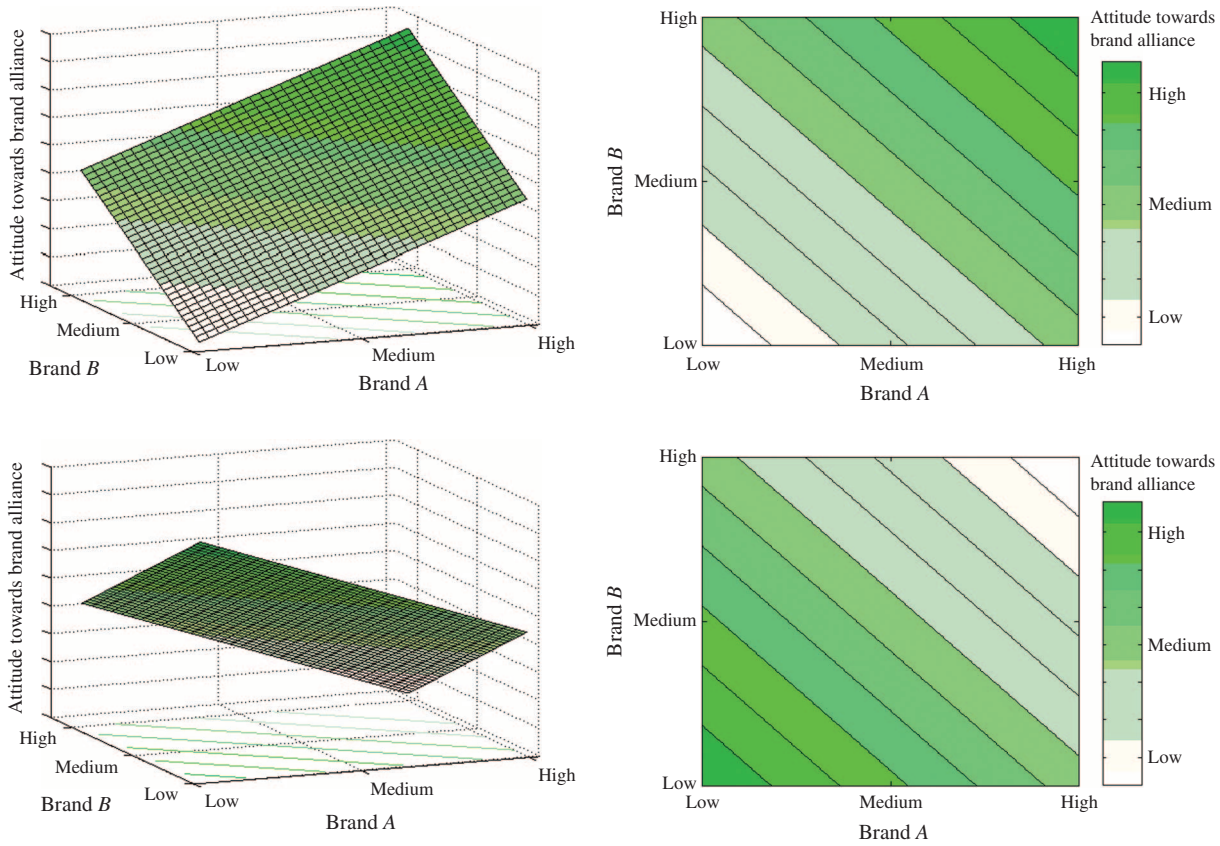 Attitude towards brand alliance
High
Medium
Low
Brand B
Low
Medium
High
Brand A
High
Medium
Low
Brand B
Low
Medium
High
Brand A
Attitude towards
brand alliance
High
Medium
Low
Attitude towards brand alliance
High
Medium
Low
Brand B
Low
Medium
High
Brand A
High
Medium
Low
Brand B
Low
Medium
High
Brand A
Attitude towards
brand alliance
High
Medium
Low